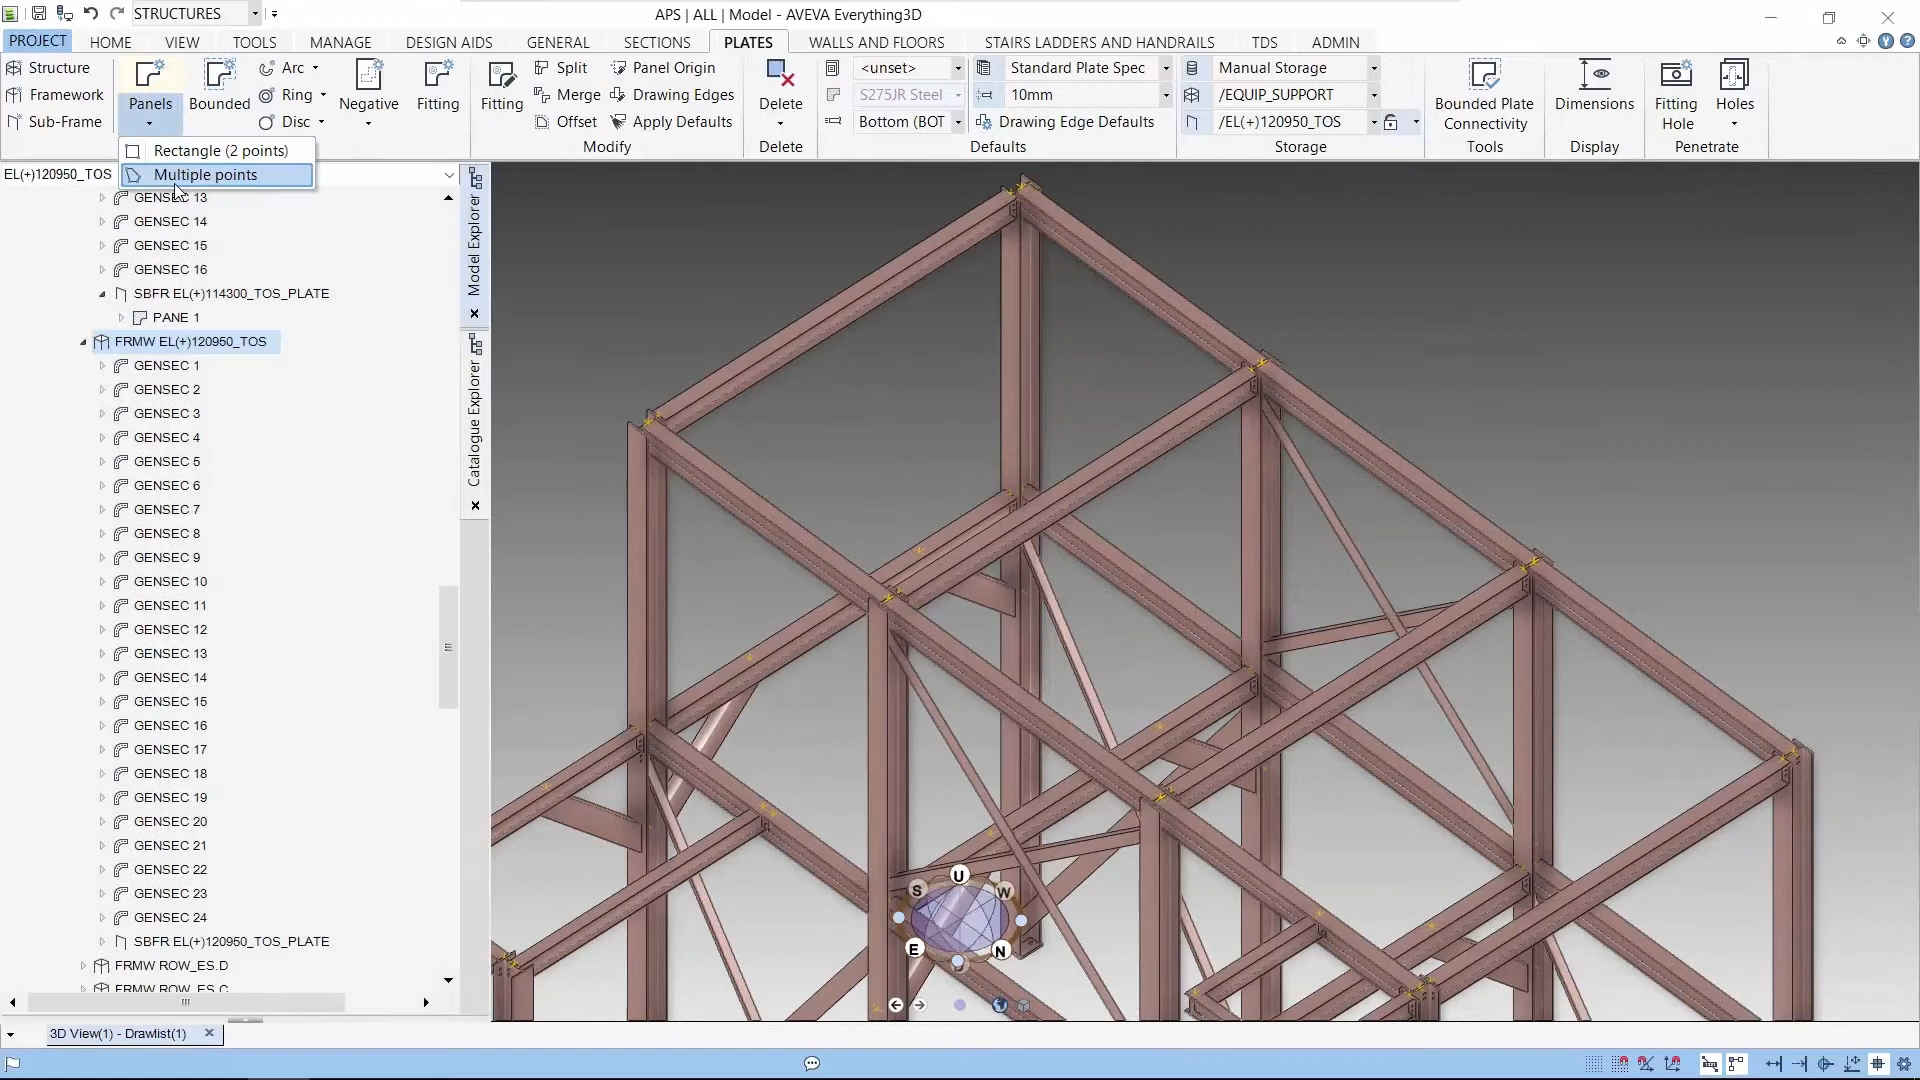 STRUCTURES
APS | ALL | Model - AVEVA Everything3D
PROJECT HOME VIEW TOOLS MANAGE DESIGN AIDS GENERAL SECTIONS PLATES WALLS AND FLOORS STAIRS LADDERS AND HANDRAILS TDS ADMIN
Structure
Framework
Sub-Frame
Panels
Bounded
Arc
Ring
Disc
Negative
Fitting
Fitting
Split
Merge
Offset
Panel Origin
Drawing Edges
Apply Defaults
Modify
Delete
Delete
<unset>
S275JR Steel
Bottom (BOT
Standard Plate Spec
10mm
Drawing Edge Defaults
Defaults
Manual Storage
/EQUIP_SUPPORT
/EL(+)120950_TOS
Storage
Bounded Plate
Connectivity
Tools
Dimensions
Display
Fitting
Hole
Holes
Penetrate
Rectangle (2 points)
Multiple points
EL(+)120950_TOS
GENSEC 13
GENSEC 14
GENSEC 15
GENSEC 16
SBFR EL(+)114300_TOS_PLATE
PANE 1
FRMW EL(+)120950_TOS
GENSEC 1
GENSEC 2
GENSEC 3
GENSEC 4
GENSEC 5
GENSEC 6
GENSEC 7
GENSEC 8
GENSEC 9
GENSEC 10
GENSEC 11
GENSEC 12
GENSEC 13
GENSEC 14
GENSEC 15
GENSEC 16
GENSEC 17
GENSEC 18
GENSEC 19
GENSEC 20
GENSEC 21
GENSEC 22
GENSEC 23
GENSEC 24
SBFR EL(+)120950_TOS_PLATE
FRMW ROW_ES.D
FRMW ROW_ES.C
Model Explorer
Catalogue Explorer
U
S
W
E
N
3D View(1) - Drawlist(1)